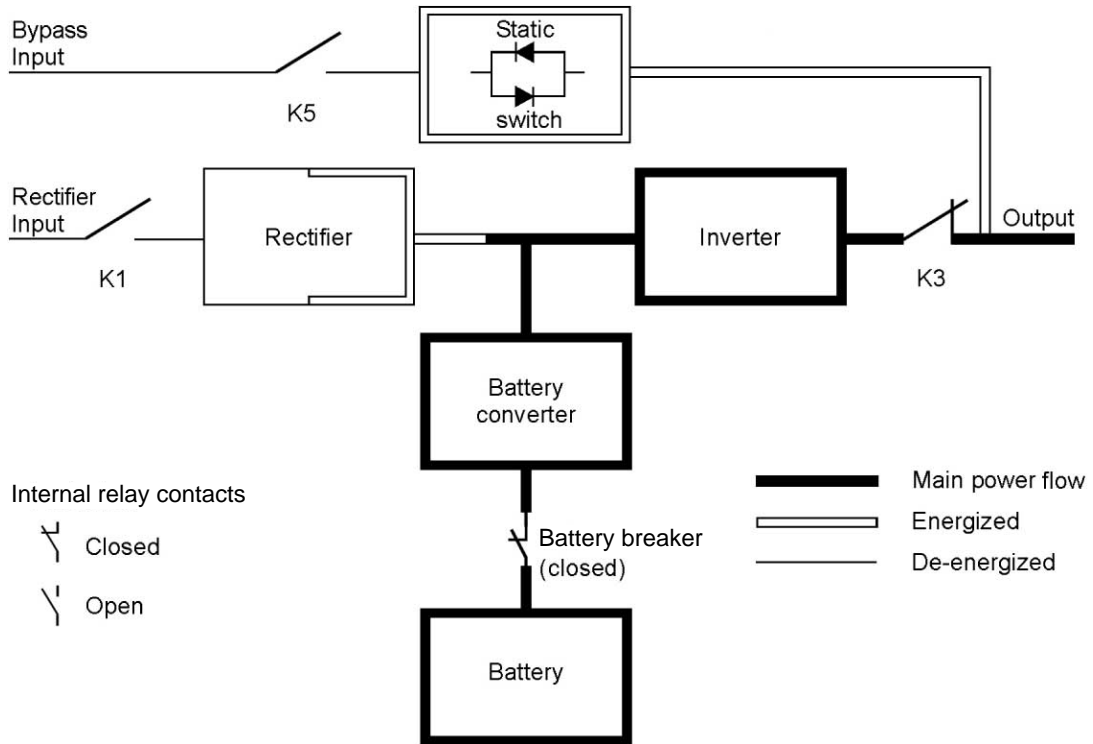 Bypass
Input
K5
Static
switch
Rectifier
Input
K1
Rectifier
Inverter
K3
Output
Battery
converter
Internal relay contacts
Closed
Open
Battery breaker
(closed)
Battery
Main power flow
Energized
De-energized